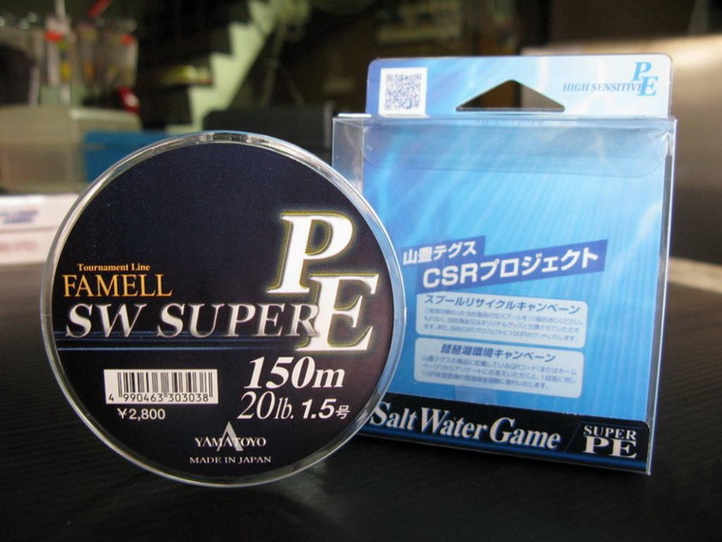 Tournament Line
FAMELL
SW SUPER PE
150m
20lb. 1.5号
4 990463 303038
¥2,800
YAMATOYO
MADE IN JAPAN
PE
HIGH SENSITIVE
山豊テグス
CSRプロジェクト
スプールリサイクルキャンペーン
琵琶湖環境キャンペーン
Salt Water Game
SUPER
PE